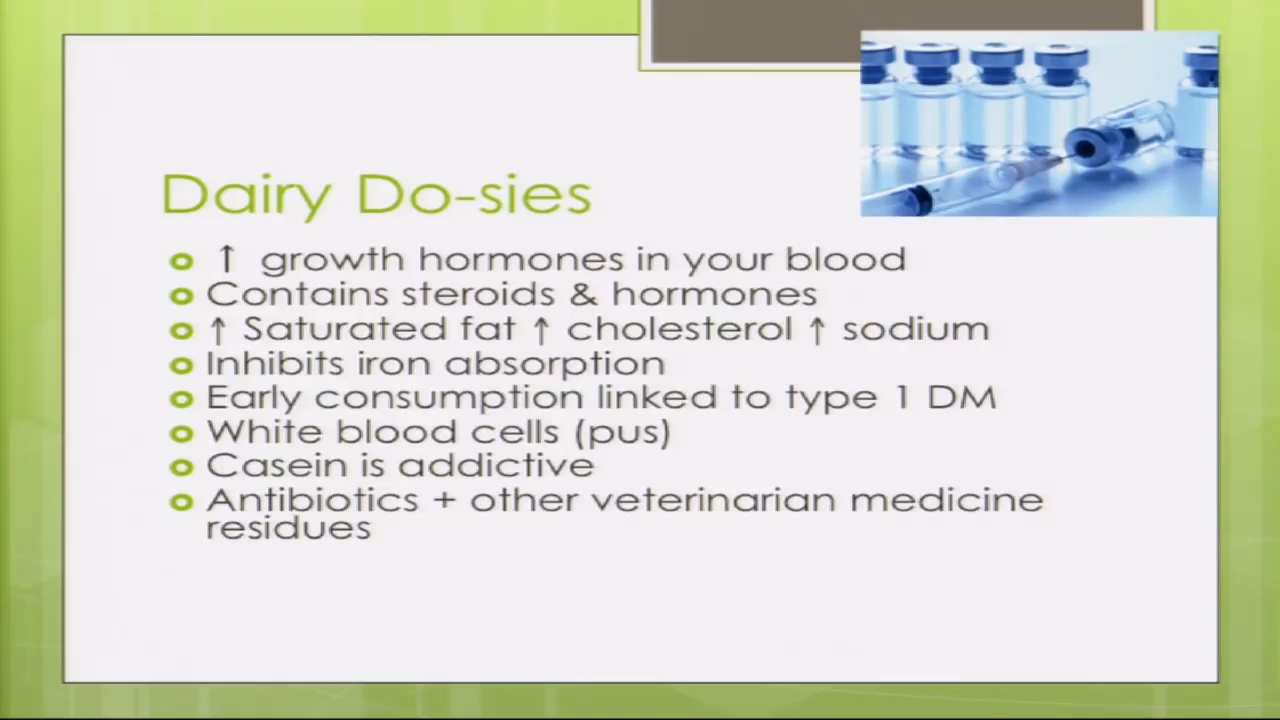 Dairy Do-sies
↑ growth hormones in your blood
Contains steroids & hormones
↑ Saturated fat ↑ cholesterol ↑ sodium
Inhibits iron absorption
Early consumption linked to type 1 DM
White blood cells (pus)
Casein is addictive
Antibiotics + other veterinarian medicine
residues